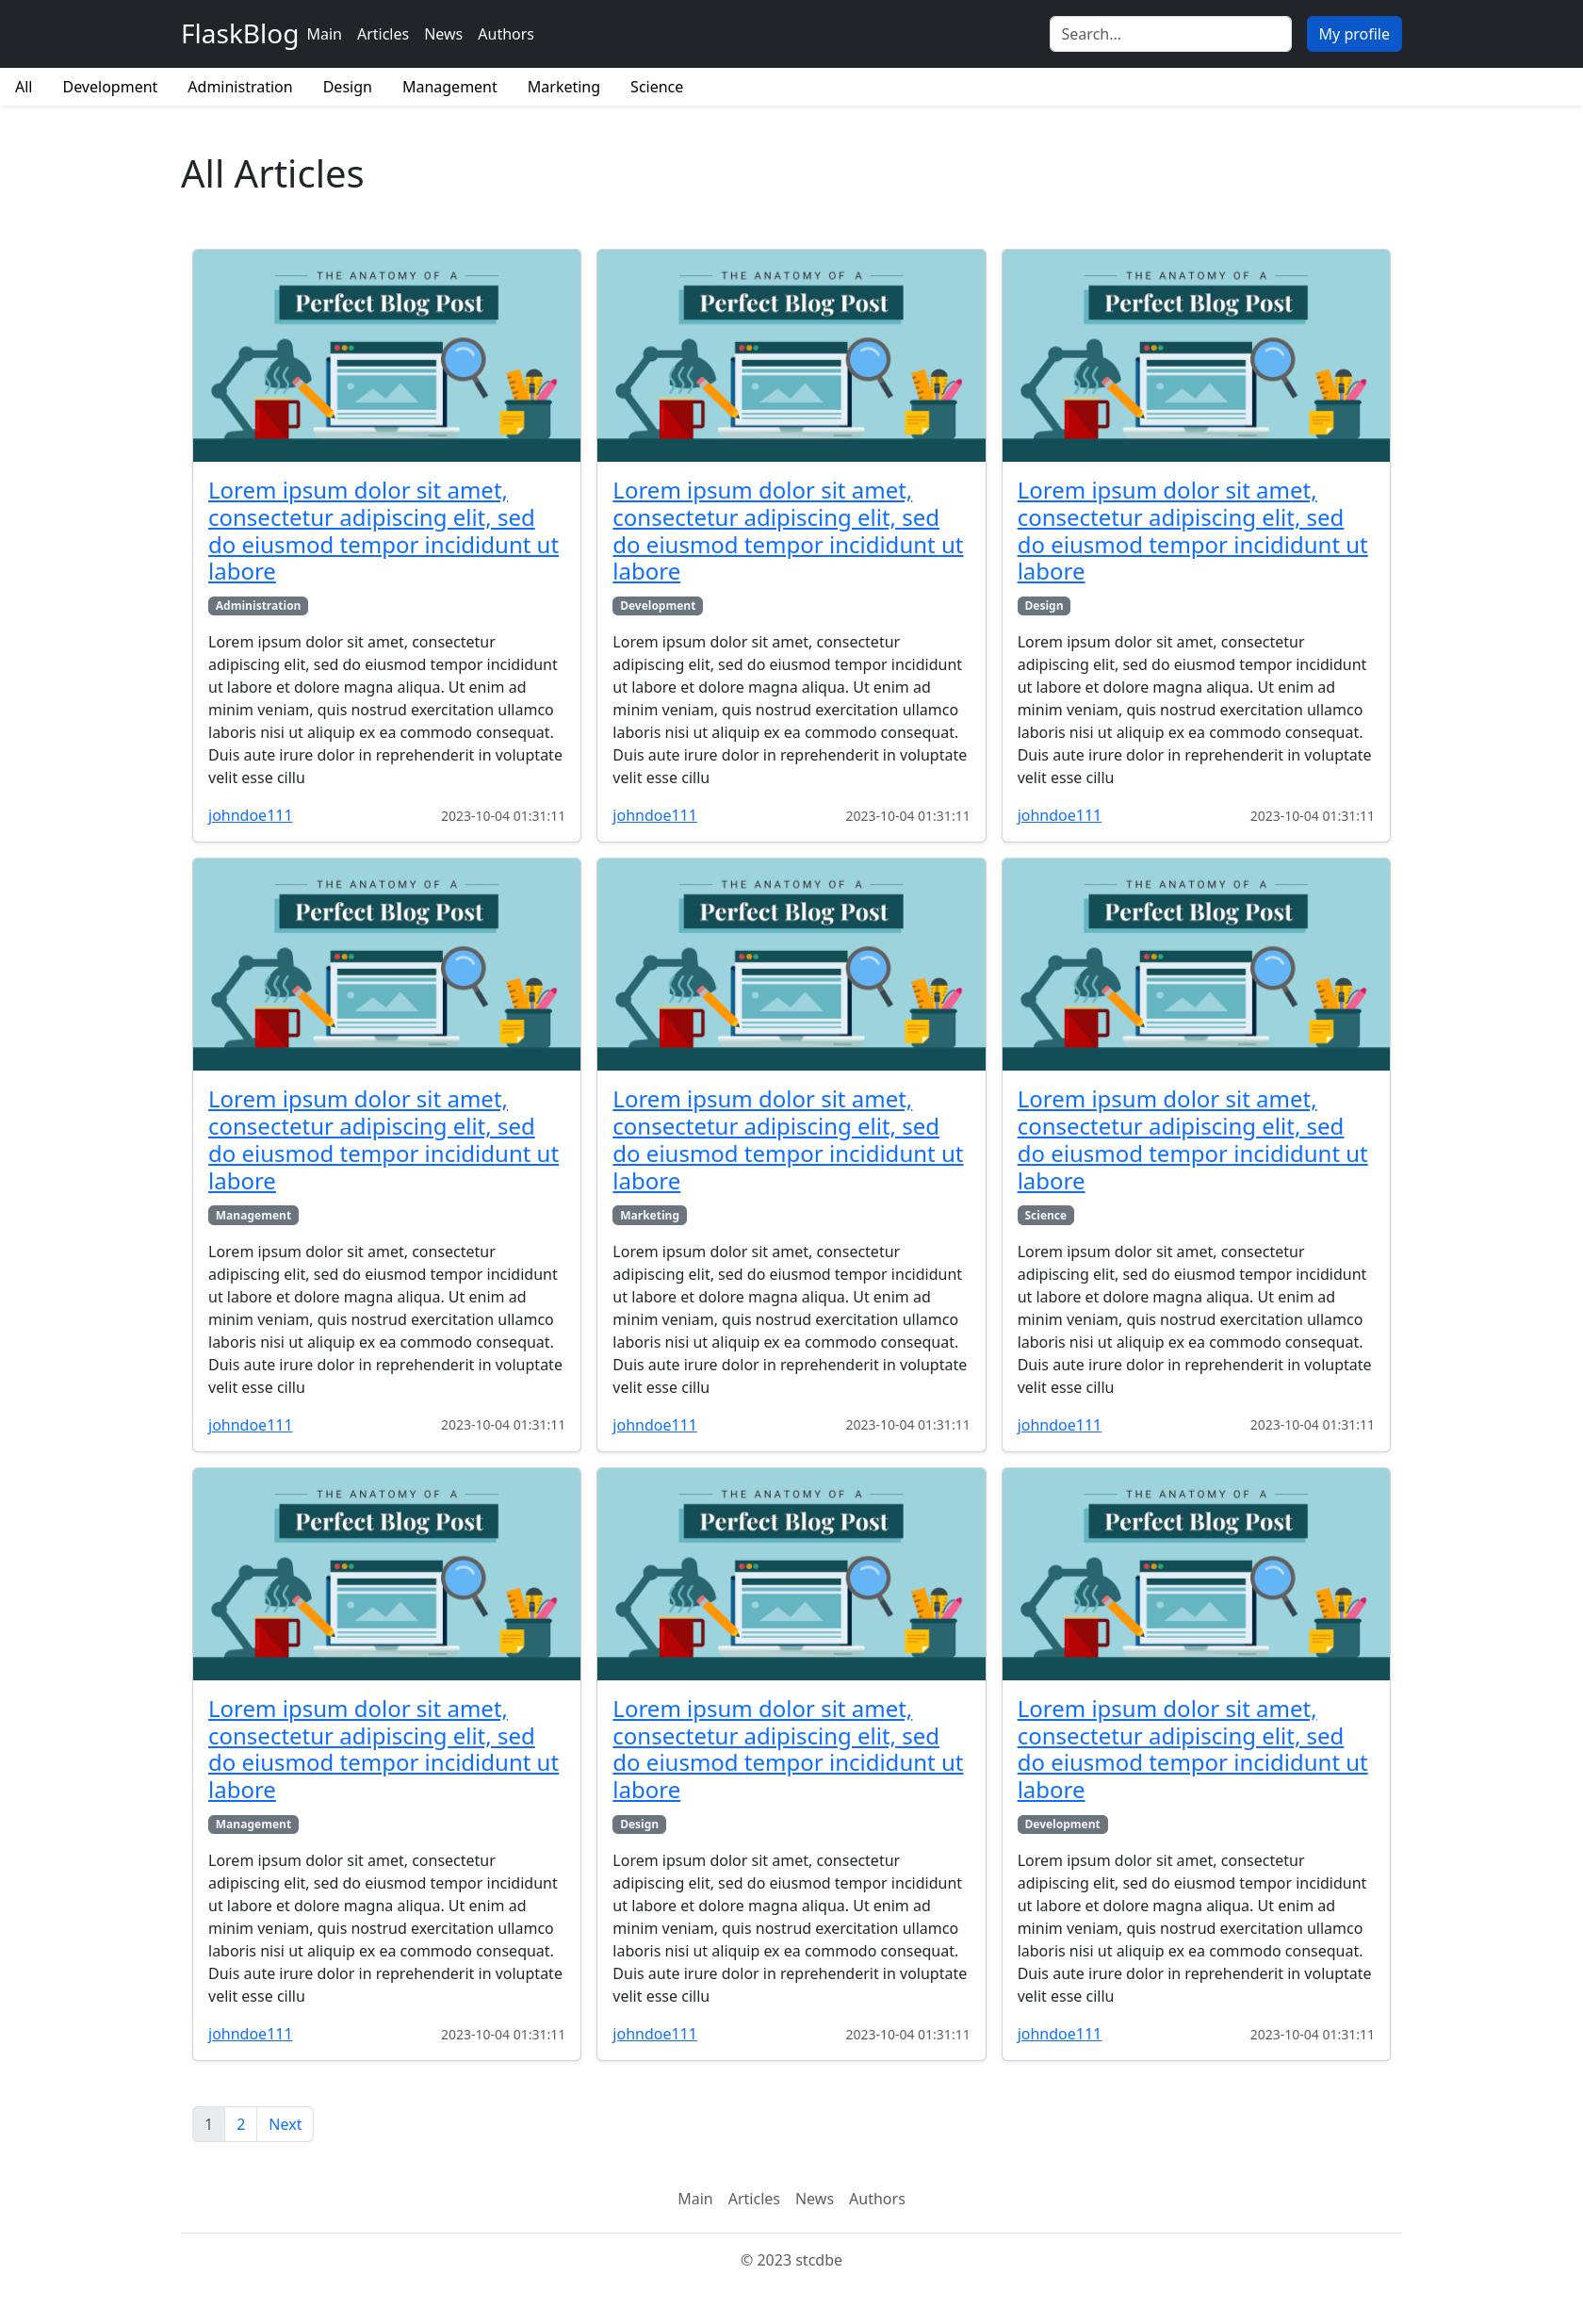 FlaskBlog Main Articles News Authors Search... My profile
All Development Administration Design Management Marketing Science
All Articles
THE ANATOMY OF A
Perfect Blog Post
Lorem ipsum dolor sit amet,
consectetur adipiscing elit, sed
do eiusmod tempor incididunt ut
labore
Administration
Lorem ipsum dolor sit amet, consectetur
adipiscing elit, sed do eiusmod tempor incididunt
ut labore et dolore magna aliqua. Ut enim ad
minim veniam, quis nostrud exercitation ullamco
laboris nisi ut aliquip ex ea commodo consequat.
Duis aute irure dolor in reprehenderit in voluptate
velit esse cillu
johndoe111 2023-10-04 01:31:11
THE ANATOMY OF A
Perfect Blog Post
Lorem ipsum dolor sit amet,
consectetur adipiscing elit, sed
do eiusmod tempor incididunt ut
labore
Development
Lorem ipsum dolor sit amet, consectetur
adipiscing elit, sed do eiusmod tempor incididunt
ut labore et dolore magna aliqua. Ut enim ad
minim veniam, quis nostrud exercitation ullamco
laboris nisi ut aliquip ex ea commodo consequat.
Duis aute irure dolor in reprehenderit in voluptate
velit esse cillu
johndoe111 2023-10-04 01:31:11
THE ANATOMY OF A
Perfect Blog Post
Lorem ipsum dolor sit amet,
consectetur adipiscing elit, sed
do eiusmod tempor incididunt ut
labore
Design
Lorem ipsum dolor sit amet, consectetur
adipiscing elit, sed do eiusmod tempor incididunt
ut labore et dolore magna aliqua. Ut enim ad
minim veniam, quis nostrud exercitation ullamco
laboris nisi ut aliquip ex ea commodo consequat.
Duis aute irure dolor in reprehenderit in voluptate
velit esse cillu
johndoe111 2023-10-04 01:31:11
THE ANATOMY OF A
Perfect Blog Post
Lorem ipsum dolor sit amet,
consectetur adipiscing elit, sed
do eiusmod tempor incididunt ut
labore
Management
Lorem ipsum dolor sit amet, consectetur
adipiscing elit, sed do eiusmod tempor incididunt
ut labore et dolore magna aliqua. Ut enim ad
minim veniam, quis nostrud exercitation ullamco
laboris nisi ut aliquip ex ea commodo consequat.
Duis aute irure dolor in reprehenderit in voluptate
velit esse cillu
johndoe111 2023-10-04 01:31:11
THE ANATOMY OF A
Perfect Blog Post
Lorem ipsum dolor sit amet,
consectetur adipiscing elit, sed
do eiusmod tempor incididunt ut
labore
Marketing
Lorem ipsum dolor sit amet, consectetur
adipiscing elit, sed do eiusmod tempor incididunt
ut labore et dolore magna aliqua. Ut enim ad
minim veniam, quis nostrud exercitation ullamco
laboris nisi ut aliquip ex ea commodo consequat.
Duis aute irure dolor in reprehenderit in voluptate
velit esse cillu
johndoe111 2023-10-04 01:31:11
THE ANATOMY OF A
Perfect Blog Post
Lorem ipsum dolor sit amet,
consectetur adipiscing elit, sed
do eiusmod tempor incididunt ut
labore
Science
Lorem ipsum dolor sit amet, consectetur
adipiscing elit, sed do eiusmod tempor incididunt
ut labore et dolore magna aliqua. Ut enim ad
minim veniam, quis nostrud exercitation ullamco
laboris nisi ut aliquip ex ea commodo consequat.
Duis aute irure dolor in reprehenderit in voluptate
velit esse cillu
johndoe111 2023-10-04 01:31:11
THE ANATOMY OF A
Perfect Blog Post
Lorem ipsum dolor sit amet,
consectetur adipiscing elit, sed
do eiusmod tempor incididunt ut
labore
Management
Lorem ipsum dolor sit amet, consectetur
adipiscing elit, sed do eiusmod tempor incididunt
ut labore et dolore magna aliqua. Ut enim ad
minim veniam, quis nostrud exercitation ullamco
laboris nisi ut aliquip ex ea commodo consequat.
Duis aute irure dolor in reprehenderit in voluptate
velit esse cillu
johndoe111 2023-10-04 01:31:11
THE ANATOMY OF A
Perfect Blog Post
Lorem ipsum dolor sit amet,
consectetur adipiscing elit, sed
do eiusmod tempor incididunt ut
labore
Design
Lorem ipsum dolor sit amet, consectetur
adipiscing elit, sed do eiusmod tempor incididunt
ut labore et dolore magna aliqua. Ut enim ad
minim veniam, quis nostrud exercitation ullamco
laboris nisi ut aliquip ex ea commodo consequat.
Duis aute irure dolor in reprehenderit in voluptate
velit esse cillu
johndoe111 2023-10-04 01:31:11
THE ANATOMY OF A
Perfect Blog Post
Lorem ipsum dolor sit amet,
consectetur adipiscing elit, sed
do eiusmod tempor incididunt ut
labore
Development
Lorem ipsum dolor sit amet, consectetur
adipiscing elit, sed do eiusmod tempor incididunt
ut labore et dolore magna aliqua. Ut enim ad
minim veniam, quis nostrud exercitation ullamco
laboris nisi ut aliquip ex ea commodo consequat.
Duis aute irure dolor in reprehenderit in voluptate
velit esse cillu
johndoe111 2023-10-04 01:31:11
1 2 Next
Main Articles News Authors
© 2023 stcdbe